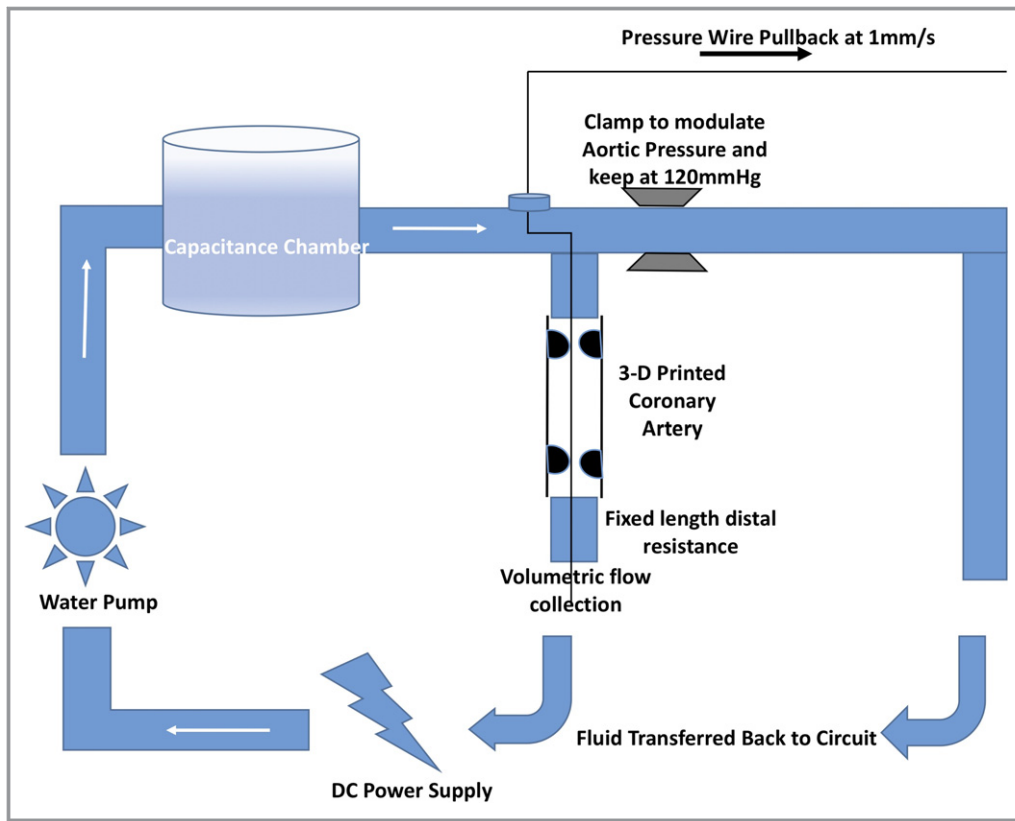 Pressure Wire Pullback at 1mm/s
Clamp to modulate
Aortic Pressure and
keep at 120mmHg
Capacitance Chamber
3-D Printed
Coronary
Artery
Fixed length distal
resistance
Volumetric flow
collection
Water Pump
Fluid Transferred Back to Circuit
DC Power Supply